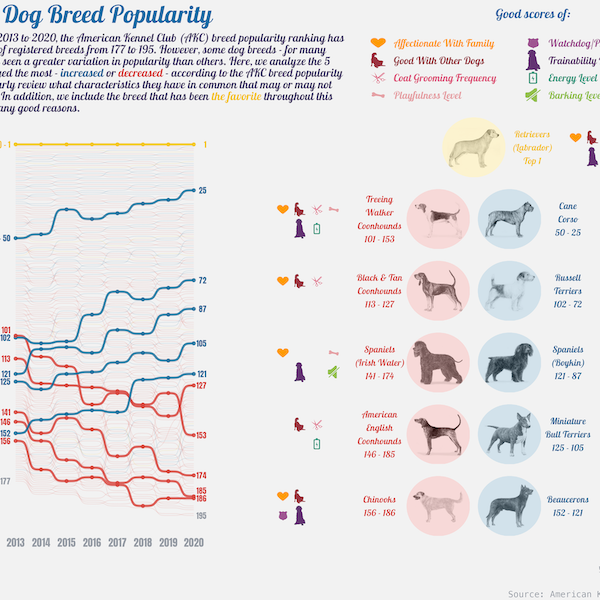 Dog Breed Popularity
2013 to 2020, the American Kennel Club (AKC) breed popularity ranking has
of registered breeds from 177 to 195. However, some dog breeds - for many
seen a greater variation in popularity than others. Here, we analyze the 5
the most - increased or decreased - according to the AKC breed popularity
review what characteristics they have in common that may or may not
In addition, we include the breed that has been the favorite throughout this
any good reasons.
Good scores of:
Affectionate With Family
Good With Other Dogs
Coat Grooming Frequency
Playfulness Level
Watchdog/P
Trainability
Energy Level
Barking Leve
Retrievers
(Labrador)
Top 1
- 1
1
50
25
72
87
105
121
127
153
174
185
186
195
101
102
113
121
125
141
146
152
156
177
2013 2014 2015 2016 2017 2018 2019 2020
Treeing
Walker
Coonhounds
101 - 153
Cane
Corso
50 - 25
Black & Tan
Coonhounds
113 - 127
Russell
Terriers
102 - 72
Spaniels
(Irish Water)
141 - 174
Spaniels
(Boykin)
121 - 87
American
English
Coonhounds
146 - 185
Miniature
Bull Terriers
125 - 105
Chinooks
156 - 186
Beaucerons
152 - 121
Source: American K